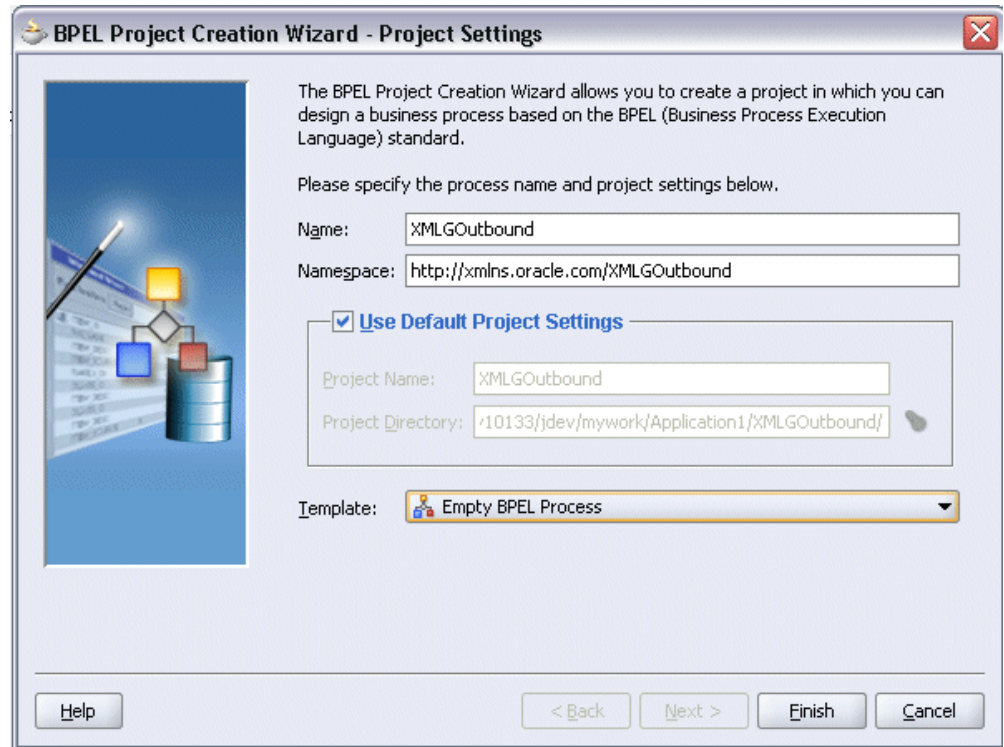 BPEL Project Creation Wizard - Project Settings
The BPEL Project Creation Wizard allows you to create a project in which you can
design a business process based on the BPEL (Business Process Execution
Language) standard.
Please specify the process name and project settings below.
Name: XMLGOutbound
Namespace: http://xmlns.oracle.com/XMLGOutbound
Use Default Project Settings
Project Name: XMLGOutbound
Project Directory: 10133/jdev/mywork/Application1/XMLGOutbound/
Template: Empty BPEL Process
Help < Back Next > Finish Cancel